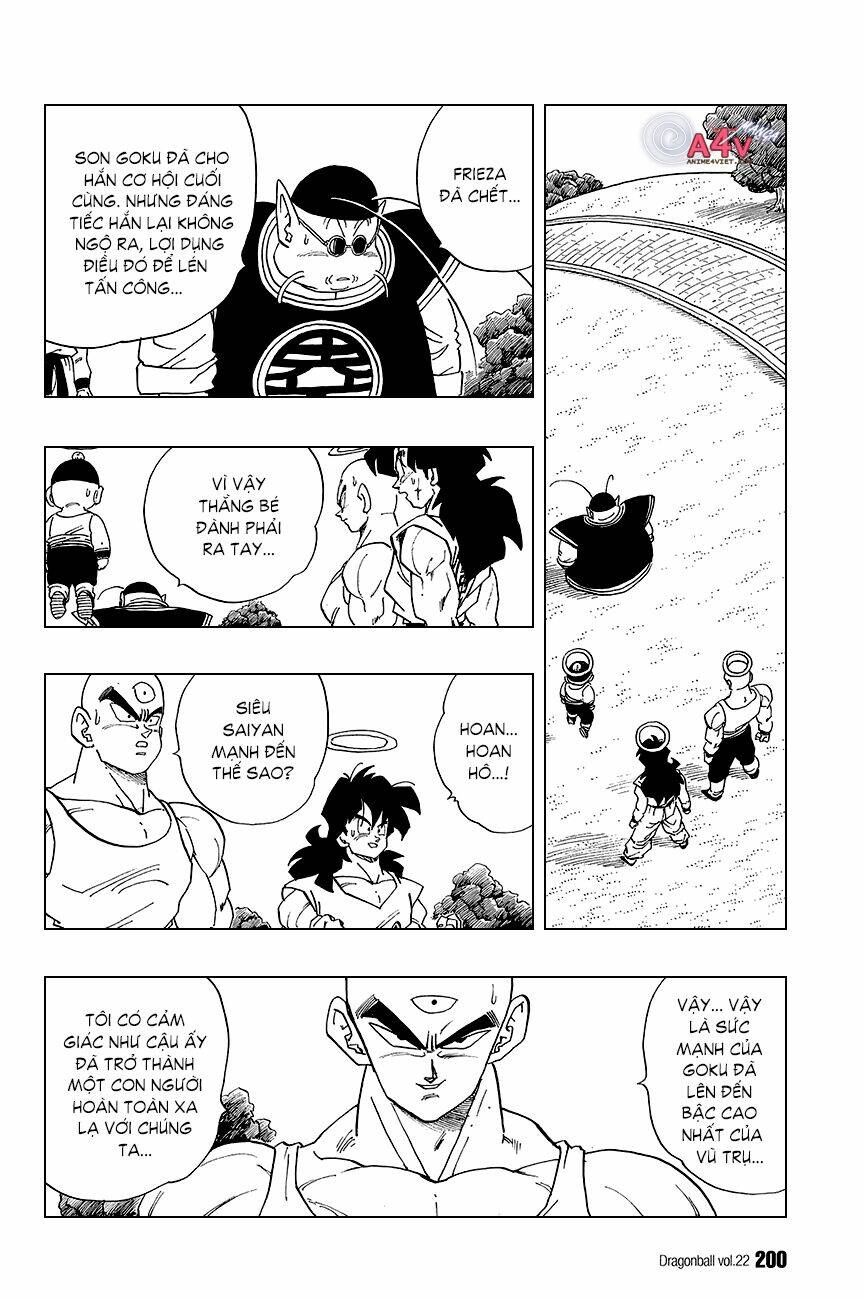 A4V
MANGA
ANIME4VIET.
FRIEZA
ĐÃ CHẾT...
SON GOKU ĐÃ CHO
HẮN CƠ HỘI CUỐI
CÙNG. NHƯNG ĐÁNG
TIẾC HẮN LẠI KHÔNG
NGỘ RA, LỢI DỤNG
ĐIỀU ĐÓ ĐỂ LÉN
TẤN CÔNG...
VÌ VẬY
THẰNG BÉ
ĐÀNH PHẢI
RA TAY...
HOAN...
HOAN
HÔ...!
SIÊU
SAIYAN
MẠNH ĐẾN
THẾ SAO?
VẬY... VẬY
LÀ SỨC
MẠNH CỦA
GOKU ĐÃ
LÊN ĐẾN
BẬC CAO
NHẤT CỦA
VŨ TRỤ...
TÔI CÓ CẢM
GIÁC NHƯ CẬU ẤY
ĐÃ TRỞ THÀNH
MỘT CON NGƯỜI
HOÀN TOÀN XA
LẠ VỚI CHÚNG
TA...
Dragonball vol.22 200